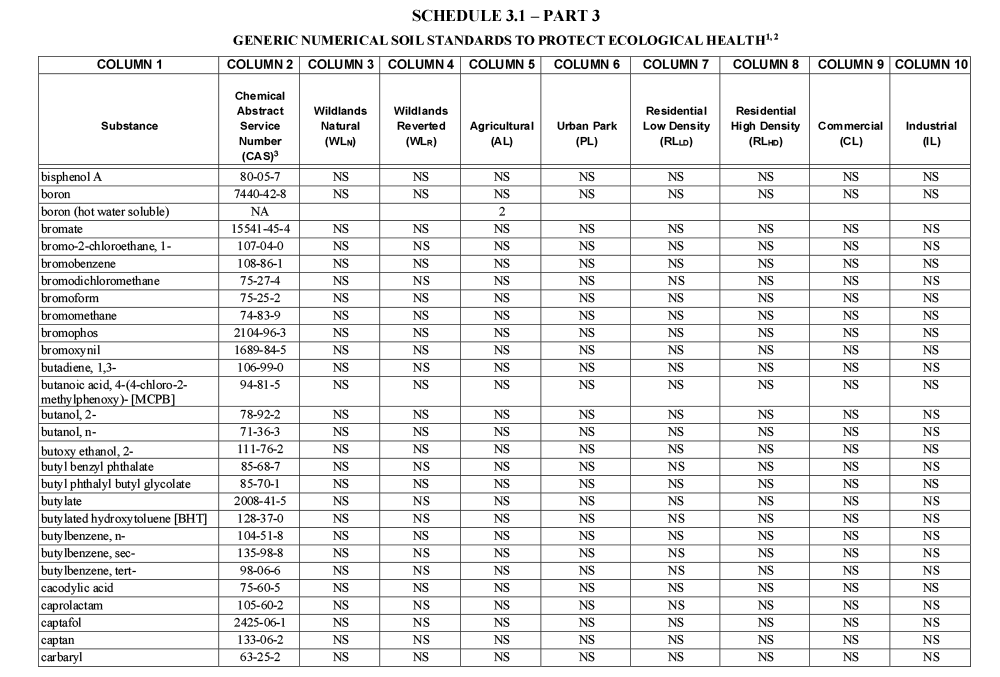 SCHEDULE 3.1 – PART 3
GENERIC NUMERICAL SOIL STANDARDS TO PROTECT ECOLOGICAL HEALTH1, 2
COLUMN 1 COLUMN 2 COLUMN 3 COLUMN 4 COLUMN 5 COLUMN 6 COLUMN 7 COLUMN 8 COLUMN 9 COLUMN 10
Substance Chemical Abstract Service Number (CAS)3 Wildlands Natural (WLN) Wildlands Reverted (WLR) Agricultural (AL) Urban Park (PL) Residential Low Density (RLLD) Residential High Density (RLHD) Commercial (CL) Industrial (IL)
bisphenol A 80-05-7 NS NS NS NS NS NS NS NS
boron 7440-42-8 NS NS NS NS NS NS NS NS
boron (hot water soluble) NA 2
bromate 15541-45-4 NS NS NS NS NS NS NS NS
bromo-2-chloroethane, 1- 107-04-0 NS NS NS NS NS NS NS NS
bromobenzene 108-86-1 NS NS NS NS NS NS NS NS
bromodichloromethane 75-27-4 NS NS NS NS NS NS NS NS
bromoform 75-25-2 NS NS NS NS NS NS NS NS
bromomethane 74-83-9 NS NS NS NS NS NS NS NS
bromophos 2104-96-3 NS NS NS NS NS NS NS NS
bromoxynil 1689-84-5 NS NS NS NS NS NS NS NS
butadiene, 1,3- 106-99-0 NS NS NS NS NS NS NS NS
butanoic acid, 4-(4-chloro-2- 94-81-5 NS NS NS NS NS NS NS NS
methylphenoxy)- [MCPB]
butanol, 2- 78-92-2 NS NS NS NS NS NS NS NS
butanol, n- 71-36-3 NS NS NS NS NS NS NS NS
butoxy ethanol, 2- 111-76-2 NS NS NS NS NS NS NS NS
butyl benzyl phthalate 85-68-7 NS NS NS NS NS NS NS NS
butyl phthalyl butyl glycolate 85-70-1 NS NS NS NS NS NS NS NS
butylate 2008-41-5 NS NS NS NS NS NS NS NS
butylated hydroxytoluene [BHT] 128-37-0 NS NS NS NS NS NS NS NS
butylbenzene, n- 104-51-8 NS NS NS NS NS NS NS NS
butylbenzene, sec- 135-98-8 NS NS NS NS NS NS NS NS
butylbenzene, tert- 98-06-6 NS NS NS NS NS NS NS NS
cacodylic acid 75-60-5 NS NS NS NS NS NS NS NS
caprolactam 105-60-2 NS NS NS NS NS NS NS NS
captafol 2425-06-1 NS NS NS NS NS NS NS NS
captan 133-06-2 NS NS NS NS NS NS NS NS
carbaryl 63-25-2 NS NS NS NS NS NS NS NS